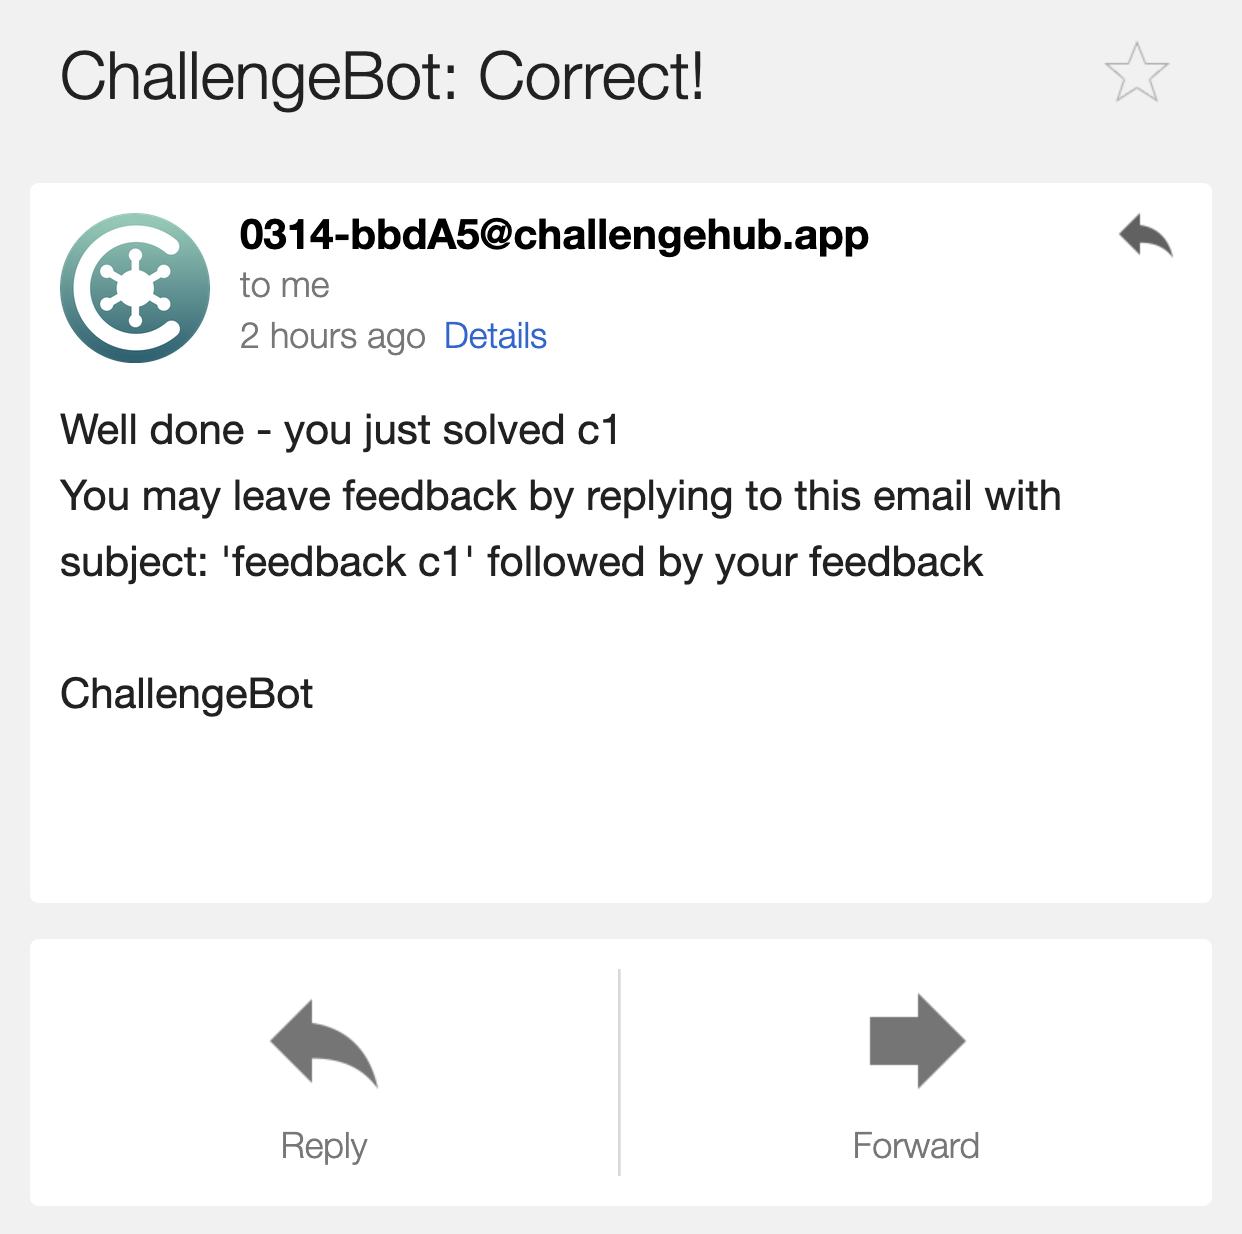 ChallengeBot: Correct!
0314-bbdA5@challengehub.app
to me
2 hours ago Details
Well done - you just solved c1
You may leave feedback by replying to this email with
subject: 'feedback c1' followed by your feedback
ChallengeBot
Reply
Forward